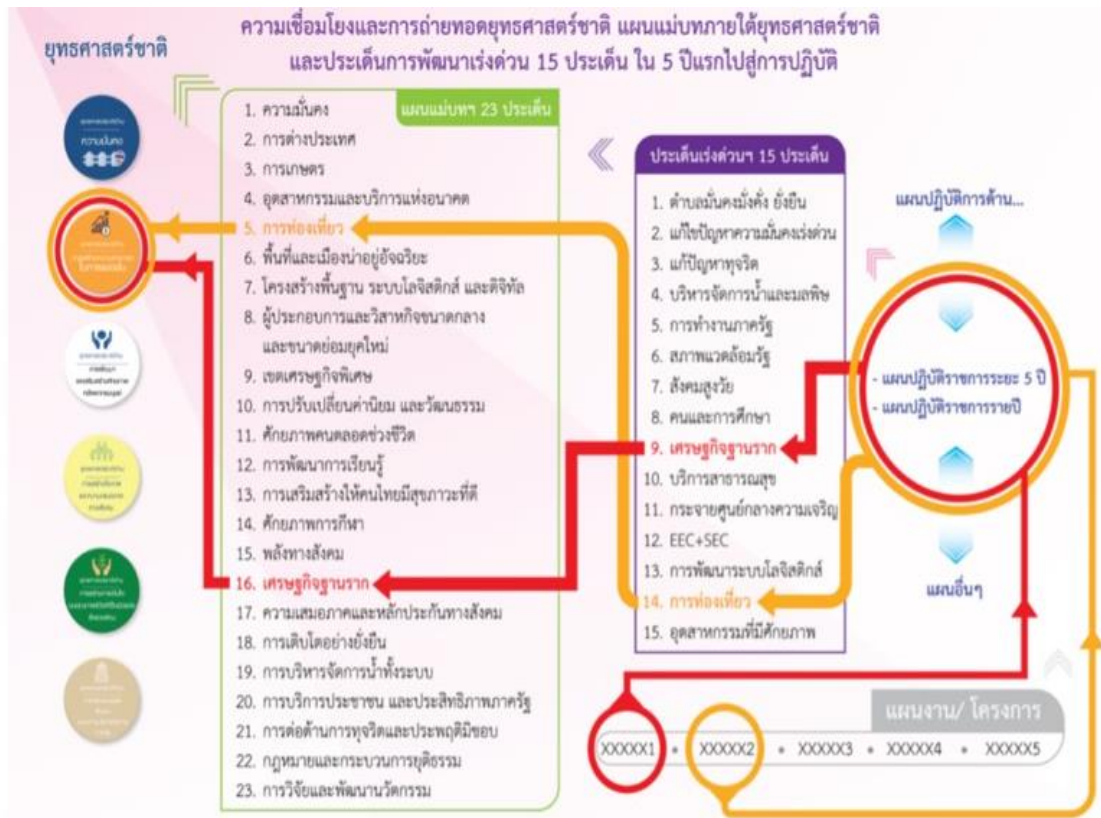 ความเชื่อมโยงและการถ่ายทอดยุทธศาสตร์ชาติ แผนแม่บทภายใต้ยุทธศาสตร์ชาติ
และประเด็นการพัฒนาเร่งด่วน 15 ประเด็น ใน 5 ปีแรกไปสู่การปฏิบัติ
ยุทธศาสตร์ชาติ
ความมั่นคง
แผนแม่บทฯ 23 ประเด็น
1. ความมั่นคง
2. การต่างประเทศ
3. การเกษตร
4. อุตสาหกรรมและบริการแห่งอนาคต
5. การท่องเที่ยว
6. พื้นที่และเมืองน่าอยู่อัจฉริยะ
7. โครงสร้างพื้นฐาน ระบบโลจิสติกส์ และดิจิทัล
8. ผู้ประกอบการและวิสาหกิจขนาดกลาง
และขนาดย่อมยุคใหม่
9. เขตเศรษฐกิจพิเศษ
10. การปรับเปลี่ยนค่านิยม และวัฒนธรรม
11. ศักยภาพคนตลอดช่วงชีวิต
12. การพัฒนาการเรียนรู้
13. การเสริมสร้างให้คนไทยมีสุขภาวะที่ดี
14. ศักยภาพการกีฬา
15. พลังทางสังคม
16. เศรษฐกิจฐานราก
17. ความเสมอภาคและหลักประกันทางสังคม
18. การเติบโตอย่างยั่งยืน
19. การบริหารจัดการน้ำทั้งระบบ
20. การบริการประชาชน และประสิทธิภาพภาครัฐ
21. การต่อต้านการทุจริตและประพฤติมิชอบ
22. กฎหมายและกระบวนการยุติธรรม
23. การวิจัยและพัฒนานวัตกรรม
ประเด็นเร่งด่วนฯ 15 ประเด็น
1. ตำบลมั่นคงมั่งคั่ง ยั่งยืน
2. แก้ไขปัญหาความมั่นคงเร่งด่วน
3. แก้ปัญหาทุจริต
4. บริหารจัดการน้ำและมลพิษ
5. การทำงานภาครัฐ
6. สภาพแวดล้อมรัฐ
7. สังคมสูงวัย
8. คนและการศึกษา
9. เศรษฐกิจฐานราก
10. บริการสาธารณสุข
11. กระจายศูนย์กลางความเจริญ
12. EEC+SEC
13. การพัฒนาระบบโลจิสติกส์
14. การท่องเที่ยว
15. อุตสาหกรรมที่มีศักยภาพ
แผนปฏิบัติการด้าน...
- แผนปฏิบัติราชการระยะ 5 ปี
- แผนปฏิบัติราชการรายปี
แผนอื่นๆ
แผนงาน/ โครงการ
XXXXX1 • XXXXX2 • XXXXX3 • XXXXX4 • XXXXX5